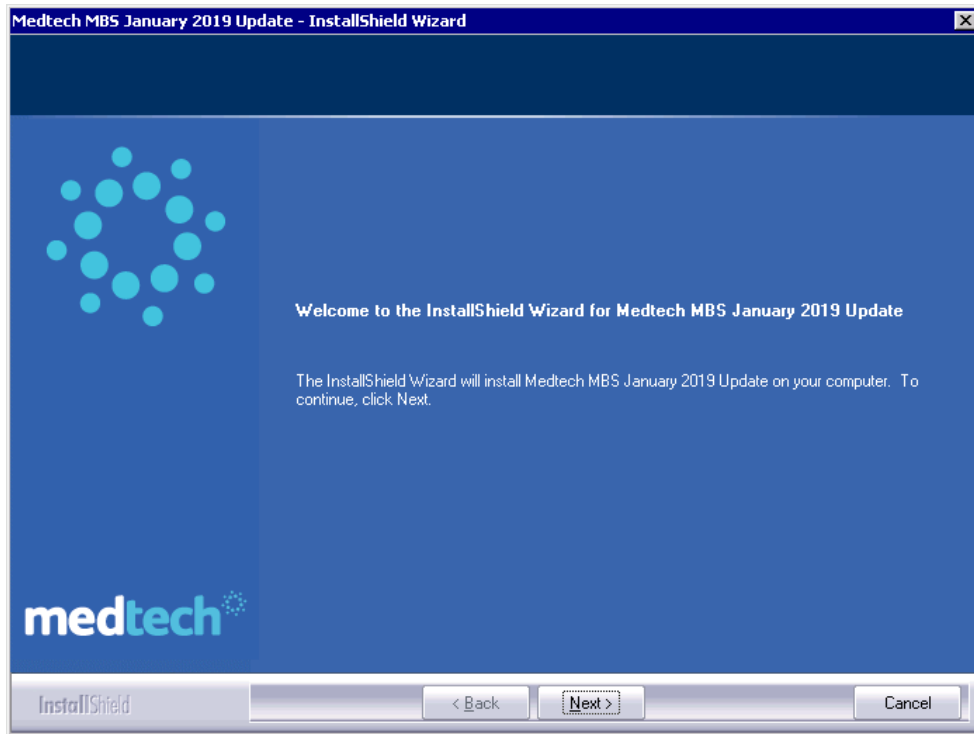 Medtech MBS January 2019 Update - InstallShield Wizard
Welcome to the InstallShield Wizard for Medtech MBS January 2019 Update
The InstallShield Wizard will install Medtech MBS January 2019 Update on your computer. To
continue, click Next.
medtech
InstallShield
< Back
Next >
Cancel